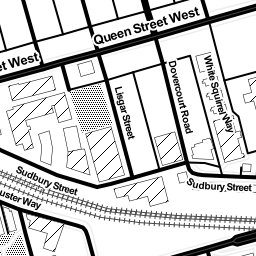 Queen Street West
et West
Lisgar Street
Dovercourt Road
White Squirrel Way
Sudbury Street
Sudbury Street
uster Way